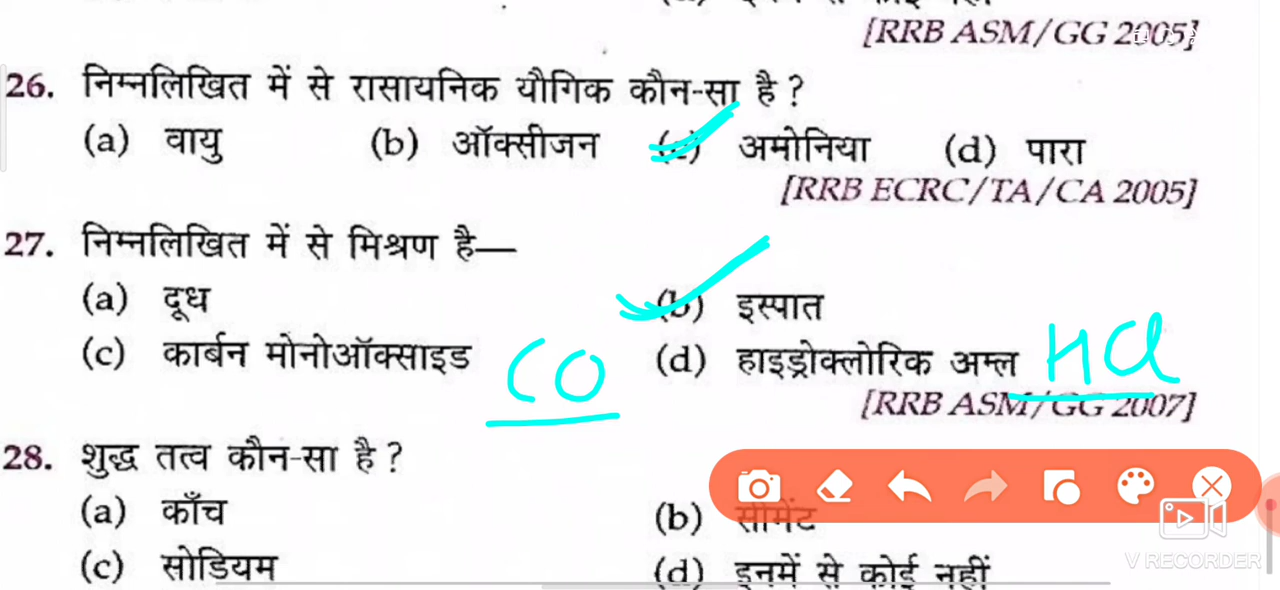 [RRB ASM/GG 2005]
26. निम्नलिखित में से रासायनिक यौगिक कौन-सा है ?
(a) वायु (b) ऑक्सीजन (c) अमोनिया (d) पारा
[RRB ECRC/TA/CA 2005]
27. निम्नलिखित में से मिश्रण है—
(a) दूध (b) इस्पात
(c) कार्बन मोनोऑक्साइड CO (d) हाइड्रोक्लोरिक अम्ल HCl
[RRB ASM/GG 2007]
28. शुद्ध तत्व कौन-सा है ?
(a) काँच (b) सीमेंट
(c) सोडियम (d) इनमें से कोई नहीं
V RECORDER